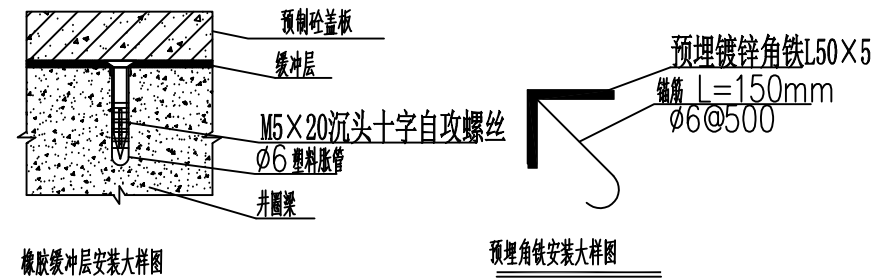 预制砼盖板
缓冲层
M5×20沉头十字自攻螺丝
Ø6塑料胀管
井圈梁
橡胶缓冲层安装大样图
预埋镀锌角铁L50×5
锚筋 L=150mm
Ø6@500
预埋角铁安装大样图